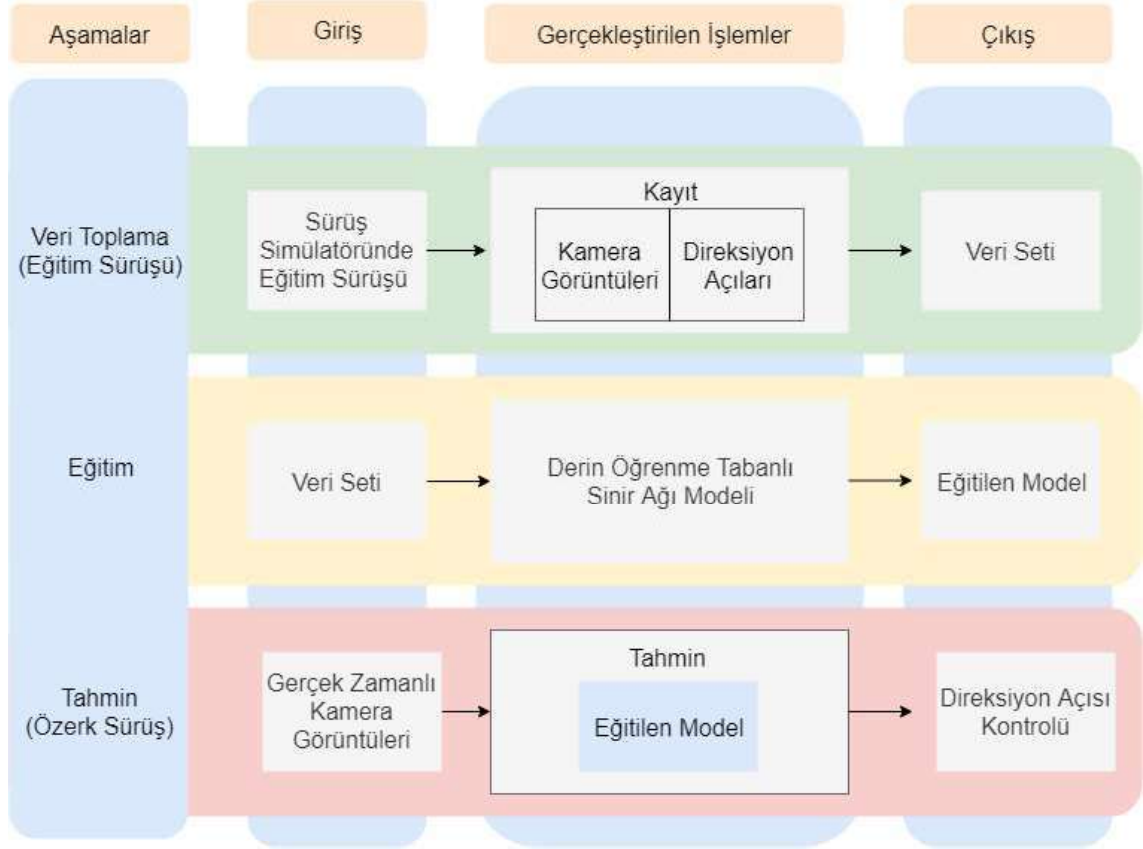 Aşamalar
Giriş
Gerçekleştirilen İşlemler
Çıkış
Veri Toplama
(Eğitim Sürüşü)
Sürüş
Simülatöründe
Eğitim Sürüşü
Kayıt
Kamera
Görüntüleri
Direksiyon
Açıları
Veri Seti
Eğitim
Veri Seti
Derin Öğrenme Tabanlı
Sinir Ağı Modeli
Eğitilen Model
Tahmin
(Özerk Sürüş)
Gerçek Zamanlı
Kamera
Görüntüleri
Tahmin
Eğitilen Model
Direksiyon Açısı
Kontrolü